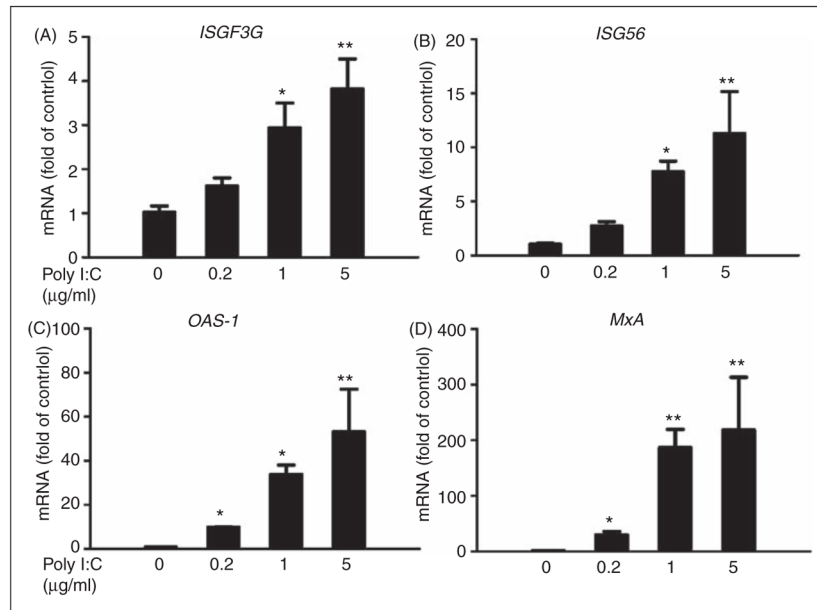 (A)
ISGF3G
mRNA (fold of contrlol)
5
4
3
2
1
0
*
**
Poly I:C
(µg/ml)
0 0.2 1 5
(B)
ISG56
mRNA (fold of contrlol)
20
15
10
5
0
*
**
0 0.2 1 5
(C)
OAS-1
mRNA (fold of contrlol)
100
80
60
40
20
0
*
*
**
Poly I:C
(µg/ml)
0 0.2 1 5
(D)
MxA
mRNA (fold of contrlol)
400
300
200
100
0
*
**
**
0 0.2 1 5